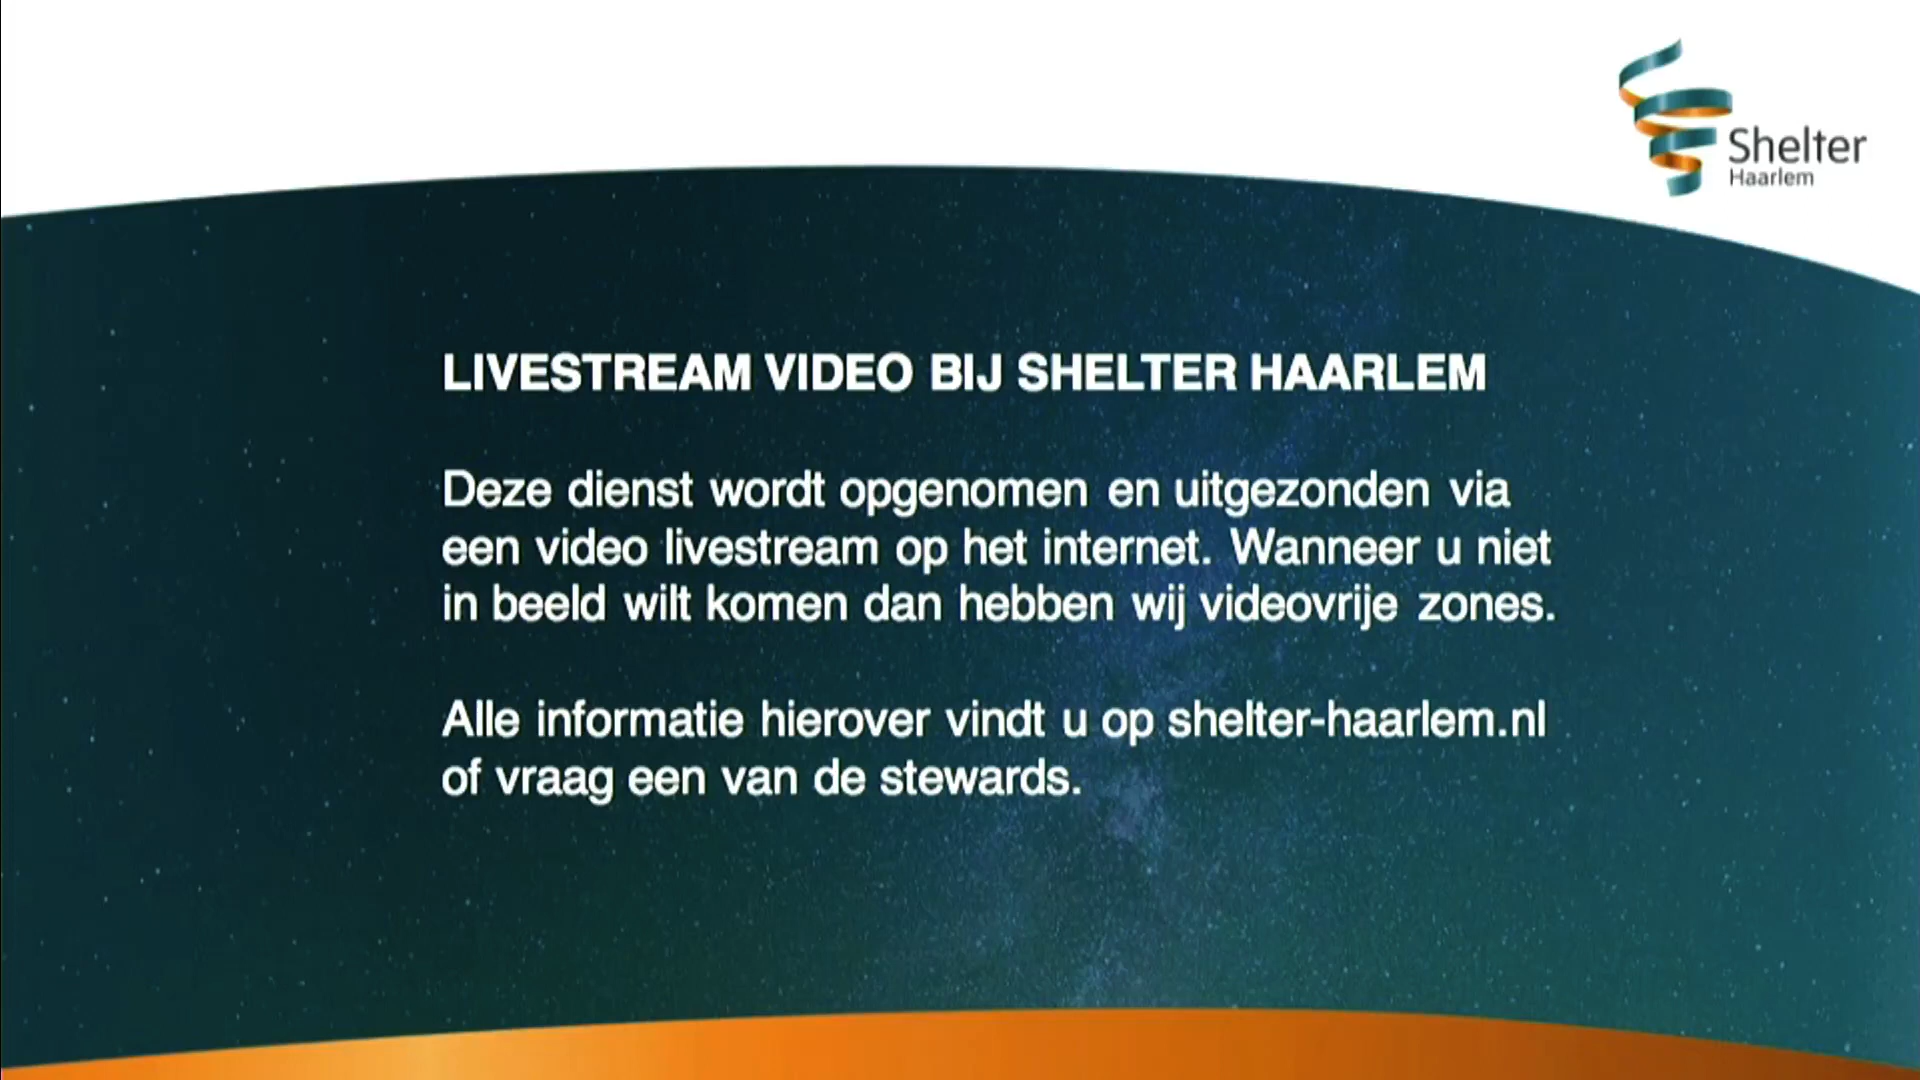 Shelter
Haarlem
LIVESTREAM VIDEO BIJ SHELTER HAARLEM
Deze dienst wordt opgenomen en uitgezonden via
een video livestream op het internet. Wanneer u niet
in beeld wilt komen dan hebben wij videovrije zones.
Alle informatie hierover vindt u op shelter-haarlem.nl
of vraag een van de stewards.